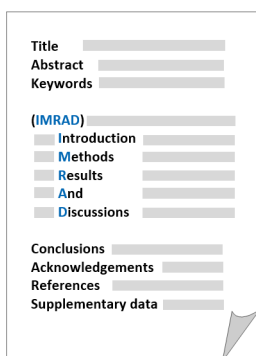 Title
Abstract
Keywords
(IMRAD)
Introduction
Methods
Results
And
Discussions
Conclusions
Acknowledgements
References
Supplementary data